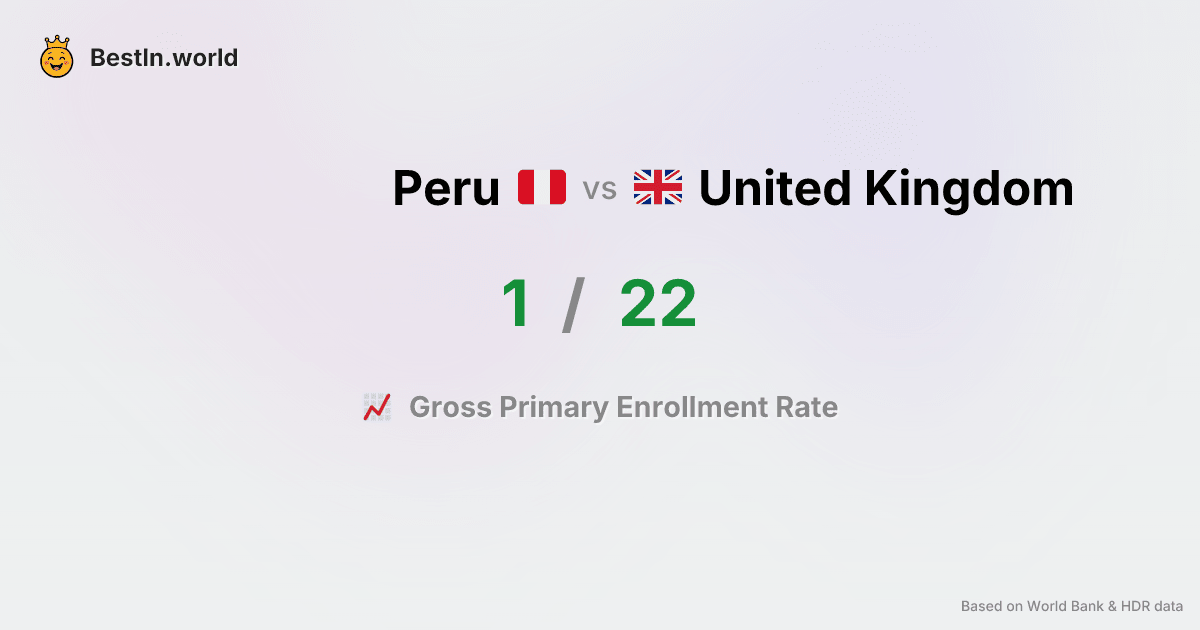 BestIn.world
Peru vs United Kingdom
1 / 22
Gross Primary Enrollment Rate
Based on World Bank & HDR data